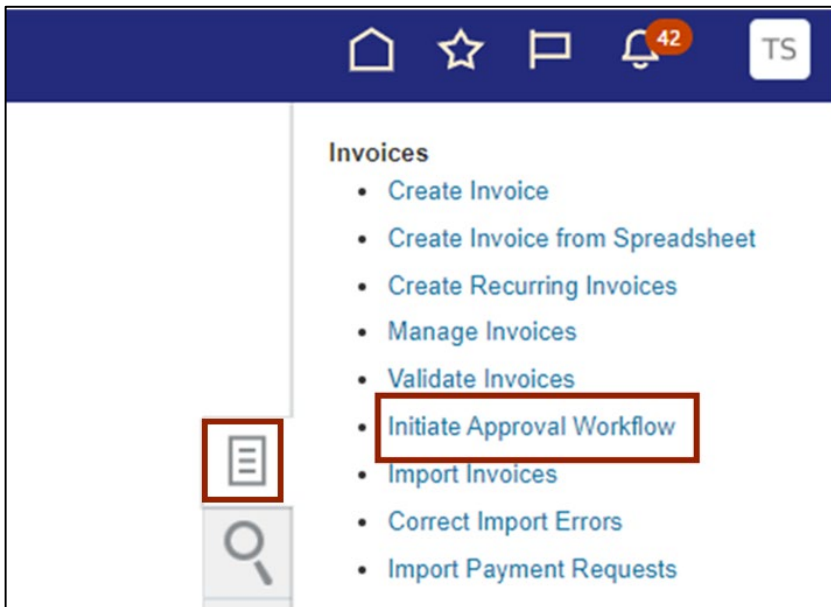 42
TS
Invoices
Create Invoice
Create Invoice from Spreadsheet
Create Recurring Invoices
Manage Invoices
Validate Invoices
Initiate Approval Workflow
Import Invoices
Correct Import Errors
Import Payment Requests